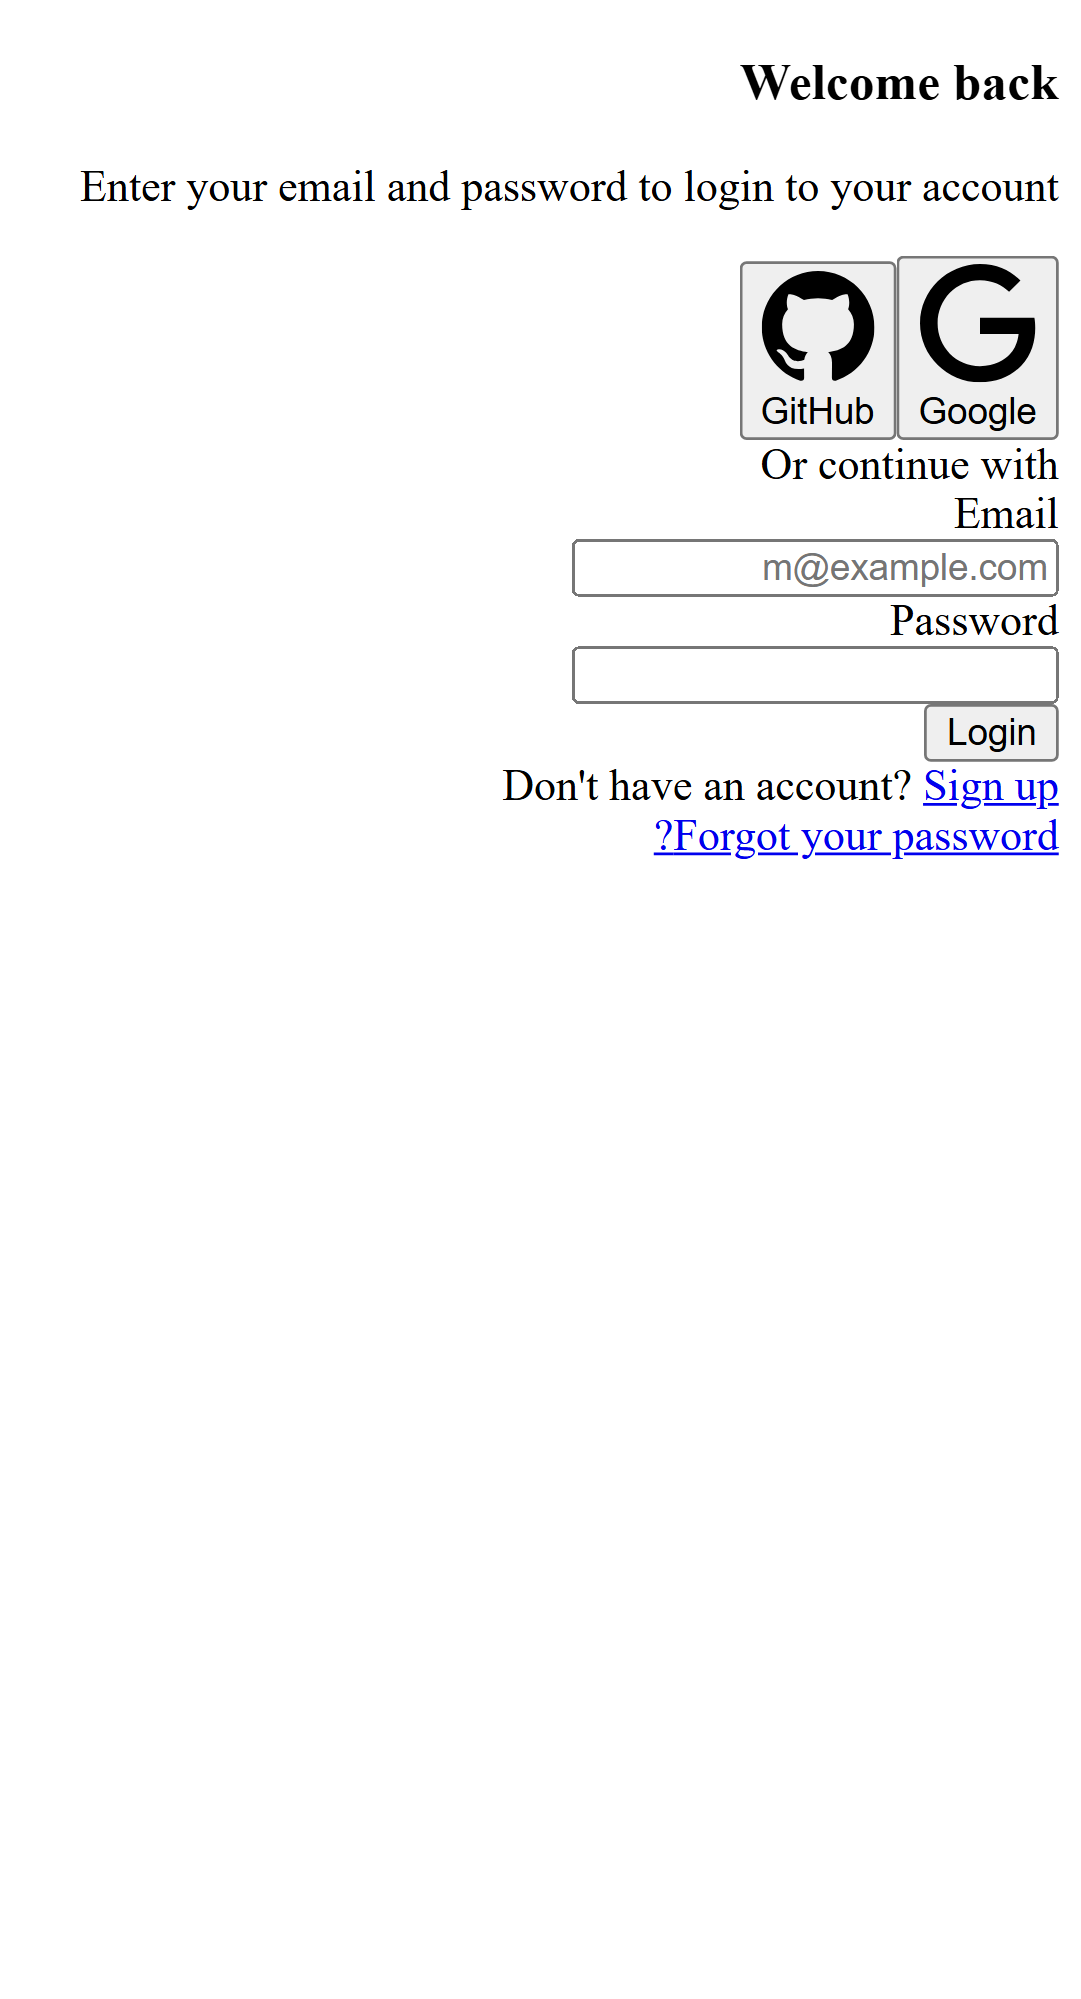 Welcome back
Enter your email and password to login to your account
GitHub Google
Or continue with
Email
m@example.com
Password
Login
Don't have an account? Sign up
?Forgot your password